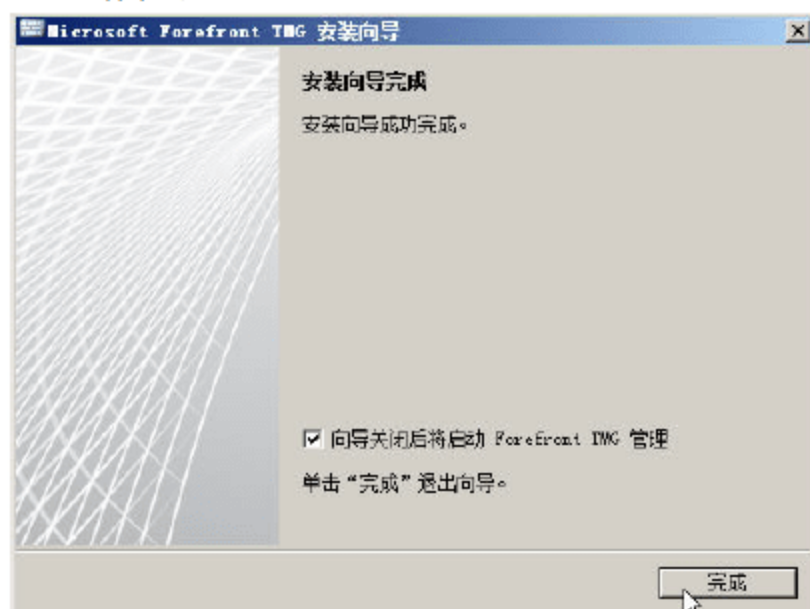 Microsoft Forefront TMG 安装向导
安装向导完成
安装向导成功完成。
向导关闭后将启动 Forefront TMG 管理
单击“完成”退出向导。
完成